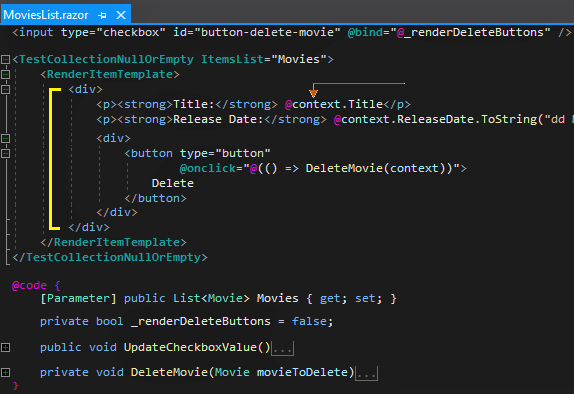 MoviesList.razor
<input type="checkbox" id="button-delete-movie" @bind="@_renderDeleteButtons" />
<TestCollectionNullOrEmpty ItemsList="Movies">
<RenderItemTemplate>
<div>
<p><strong>Title:</strong> @context.Title</p>
<p><strong>Release Date:</strong> @context.ReleaseDate.ToString("dd
<div>
<button type="button"
@onclick="@(() => DeleteMovie(context))">
Delete
</button>
</div>
</div>
</RenderItemTemplate>
</TestCollectionNullOrEmpty>
@code {
[Parameter] public List<Movie> Movies { get; set; }
private bool _renderDeleteButtons = false;
public void UpdateCheckboxValue()...
private void DeleteMovie(Movie movieToDelete)...
}